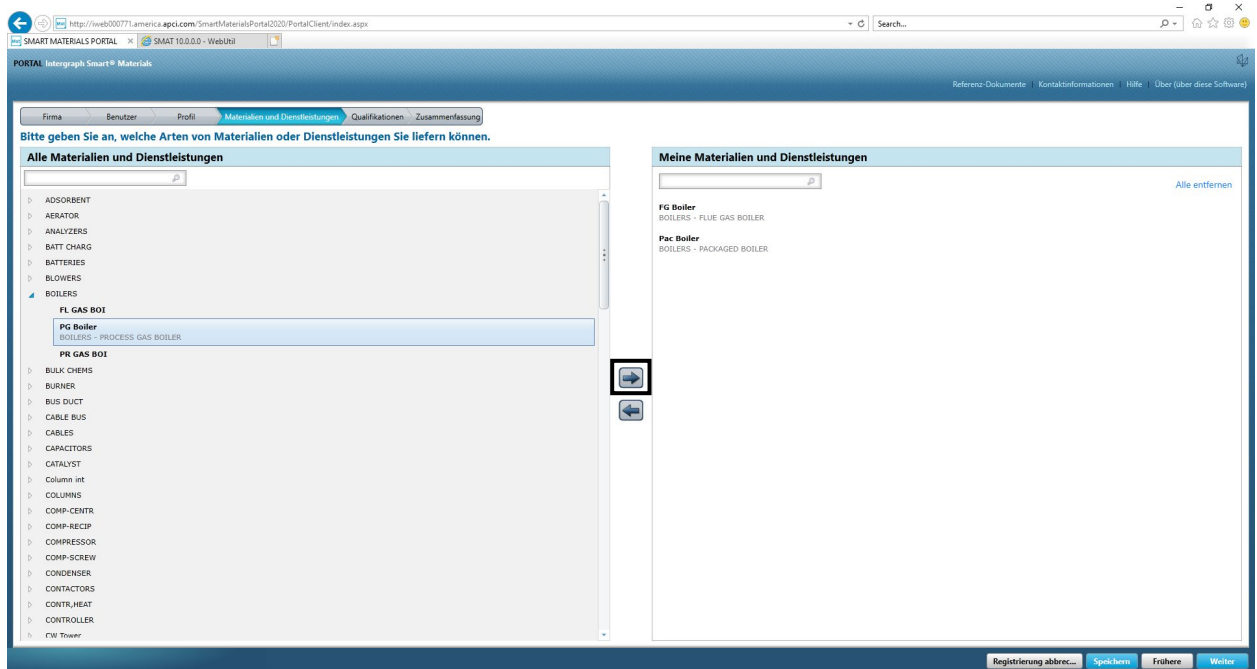 http://iweb000771.america.apci.com/SmartMaterialsPortal2020/PortalClient/index.aspx
Search...
SMART MATERIALS PORTAL
SMAT 10.0.0.0 - WebUtil
PORTAL Intergraph Smart® Materials
Referenz-Dokumente | Kontaktinformationen | Hilfe | Über (über diese Software)
Firma Benutzer Profil Materialien und Dienstleistungen Qualifikationen Zusammenfassung
Bitte geben Sie an, welche Arten von Materialien oder Dienstleistungen Sie liefern können.
Alle Materialien und Dienstleistungen
ADSORBENT
AERATOR
ANALYZERS
BATT CHARG
BATTERIES
BLOWERS
BOILERS
FL GAS BOI
PG Boiler
BOILERS - PROCESS GAS BOILER
PR GAS BOI
BULK CHEMS
BURNER
BUS DUCT
CABLE BUS
CABLES
CAPACITORS
CATALYST
Column int
COLUMNS
COMP-CENTR
COMP-RECIP
COMPRESSOR
COMP-SCREW
CONDENSER
CONTACTORS
CONTR,HEAT
CONTROLLER
CW Tower
Meine Materialien und Dienstleistungen
Alle entfernen
FG Boiler
BOILERS - FLUE GAS BOILER
Pac Boiler
BOILERS - PACKAGED BOILER
Registrierung abbrec... Speichern Frühere Weiter